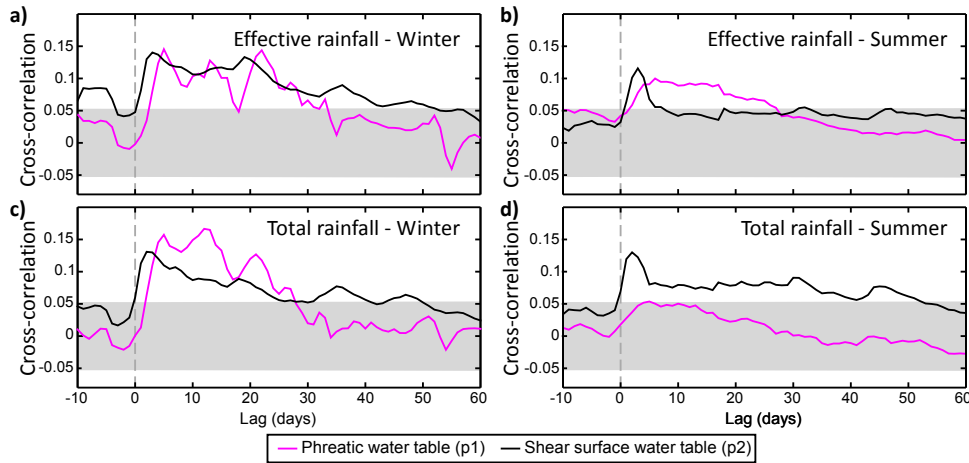 a)
Effective rainfall - Winter
Cross-correlation
0.15
0.1
0.05
0
-0.05
b)
Effective rainfall - Summer
Cross-correlation
0.15
0.1
0.05
0
-0.05
c)
Total rainfall - Winter
Cross-correlation
0.15
0.1
0.05
0
-0.05
-10 0 10 20 30 40 50 60
Lag (days)
d)
Total rainfall - Summer
Cross-correlation
0.15
0.1
0.05
0
-0.05
-10 0 10 20 30 40 50 60
Lag (days)
Phreatic water table (p1) Shear surface water table (p2)